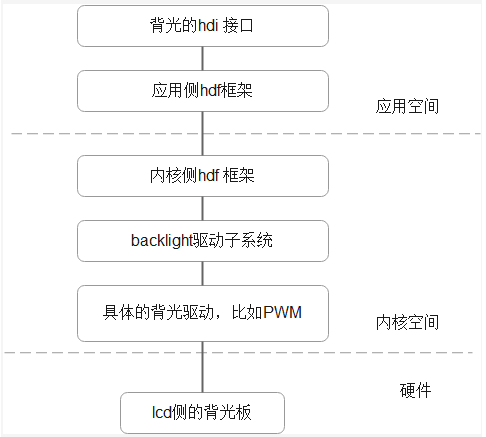 背光的hdi 接口
应用侧hdf框架
应用空间
内核侧hdf 框架
backlight驱动子系统
具体的背光驱动，比如PWM
内核空间
硬件
lcd侧的背光板